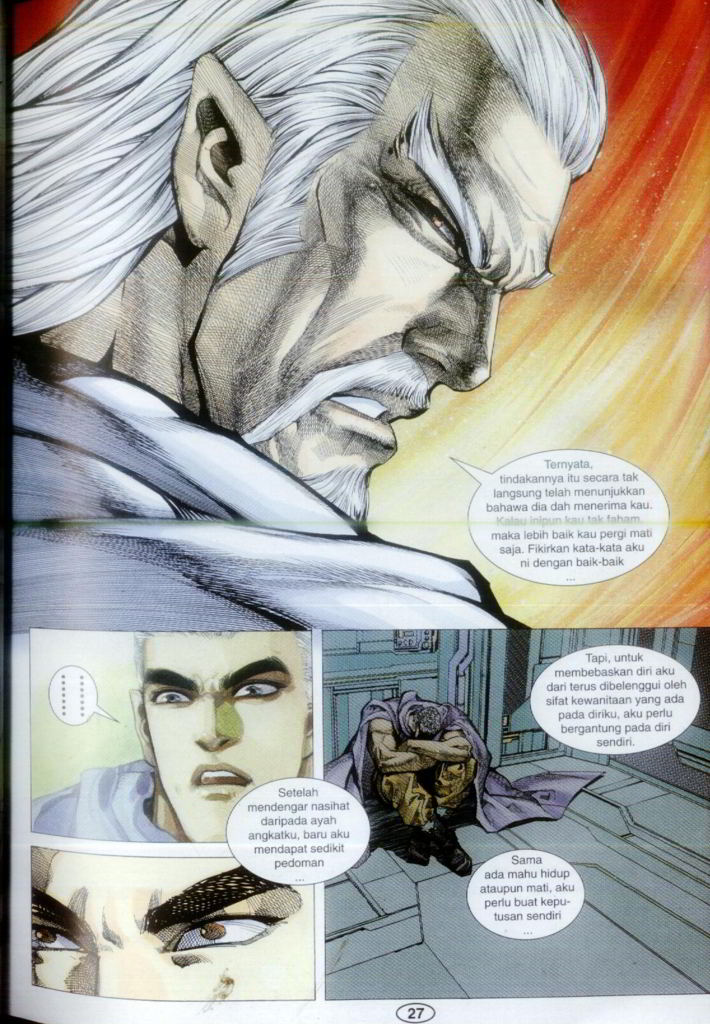 Ternyata,
tindakannya itu secara tak
langsung telah menunjukkan
bahawa dia dah menerima kau.
Kalau inipun kau tak faham,
maka lebih baik kau pergi mati
saja. Fikirkan kata-kata aku
ni dengan baik-baik
...
Setelah
mendengar nasihat
daripada ayah
angkatku, baru aku
mendapat sedikit
pedoman
...
Tapi, untuk
membebaskan diri aku
dari terus dibelenggui oleh
sifat kewanitaan yang ada
pada diriku, aku perlu
bergantung pada diri
sendiri.
Sama
ada mahu hidup
ataupun mati, aku
perlu buat kepu-
tusan sendiri
...
27